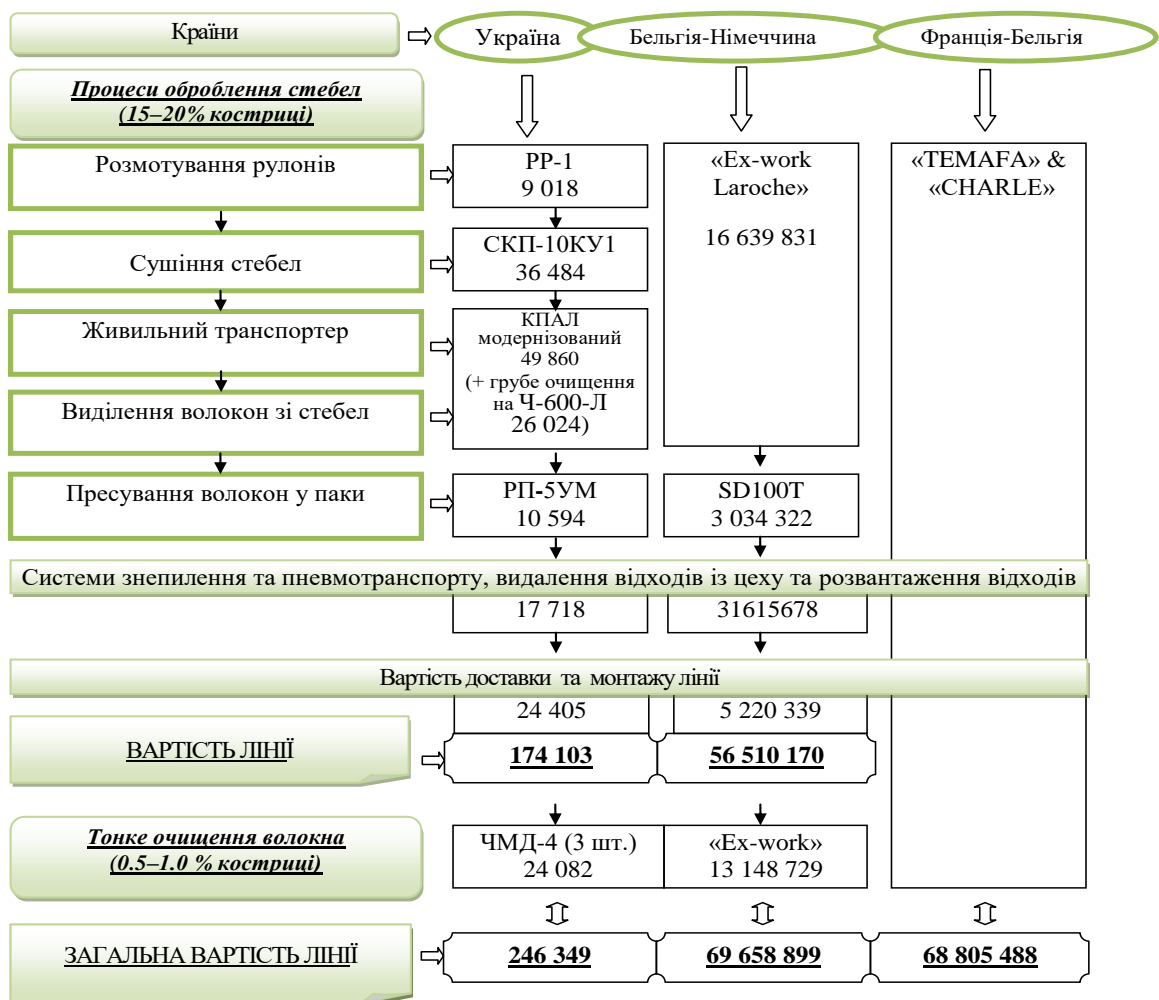 Країни
Україна
Бельгія-Німеччина
Франція-Бельгія
Процеси оброблення стебел
(15–20% костриці)
Розмотування рулонів
РР-1
9 018
«Ex-work
Laroche»
16 639 831
«TEMAFA» &
«CHARLE»
Сушіння стебел
СКП-10КУ1
36 484
Живильний транспортер
КПАЛ
модернізований
49 860
(+ грубе очищення
на Ч-600-Л
26 024)
Виділення волокон зі стебел
Пресування волокон у паки
РП-5УМ
10 594
SD100T
3 034 322
Системи знепилення та пневмотранспорту, видалення відходів із цеху та розвантаження відходів
17 718
31615678
Вартість доставки та монтажу лінії
24 405
5 220 339
ВАРТІСТЬ ЛІНІЇ
174 103
56 510 170
Тонке очищення волокна
(0.5–1.0 % костриці)
ЧМД-4 (3 шт.)
24 082
«Ex-work»
13 148 729
ЗАГАЛЬНА ВАРТІСТЬ ЛІНІЇ
246 349
69 658 899
68 805 488